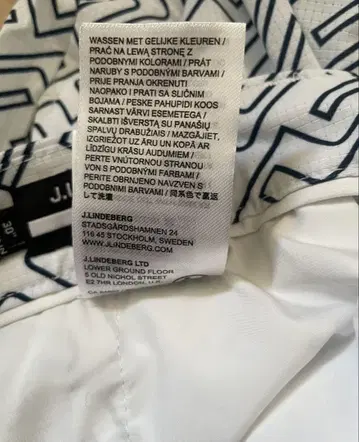 WASSEN MET GELIJKE KLEUREN /
PRAĆ NA LEWĄ STRONĘ Z
PODOBNYMI KOLORAMI / PRÁT
NARUBY S PODOBNÝMI BARVAMI /
PRIJE PRANJA OKRENUTI
NAOPAKO I PRATI SA SLIČNIM
BOJAMA / PESKE PAHUPIDI KOOS
SARNAST VÄRVI ESEMETEGA /
SKALBTI IŠVERSTĄ SU PANAŠIŲ
SPALVŲ DRABUŽIAIS / MAZGĀJIET,
IZGRIEŽOT UZ ĀRU UN KOPĀ AR
LĪDZĪGU KRĀSU AUDUMIEM /
PERTE VNÚTORNOU STRANOU
VON S PODOBNÝMI FARBAMI /
PERITE OBRNJENO NAVZVEN S
PODOBNIMI BARVAMI / 同系色で裏返
して洗濯
J.LINDEBERG
STADSGÅRDSHAMNEN 24
116 45 STOCKHOLM, SWEDEN
WWW.JLINDEBERG.COM
J.LINDEBERG LTD
LOWER GROUND FLOOR
5 OLD NICHOL STREET
E2 7HR LONDON, U.K.
J.LI
30